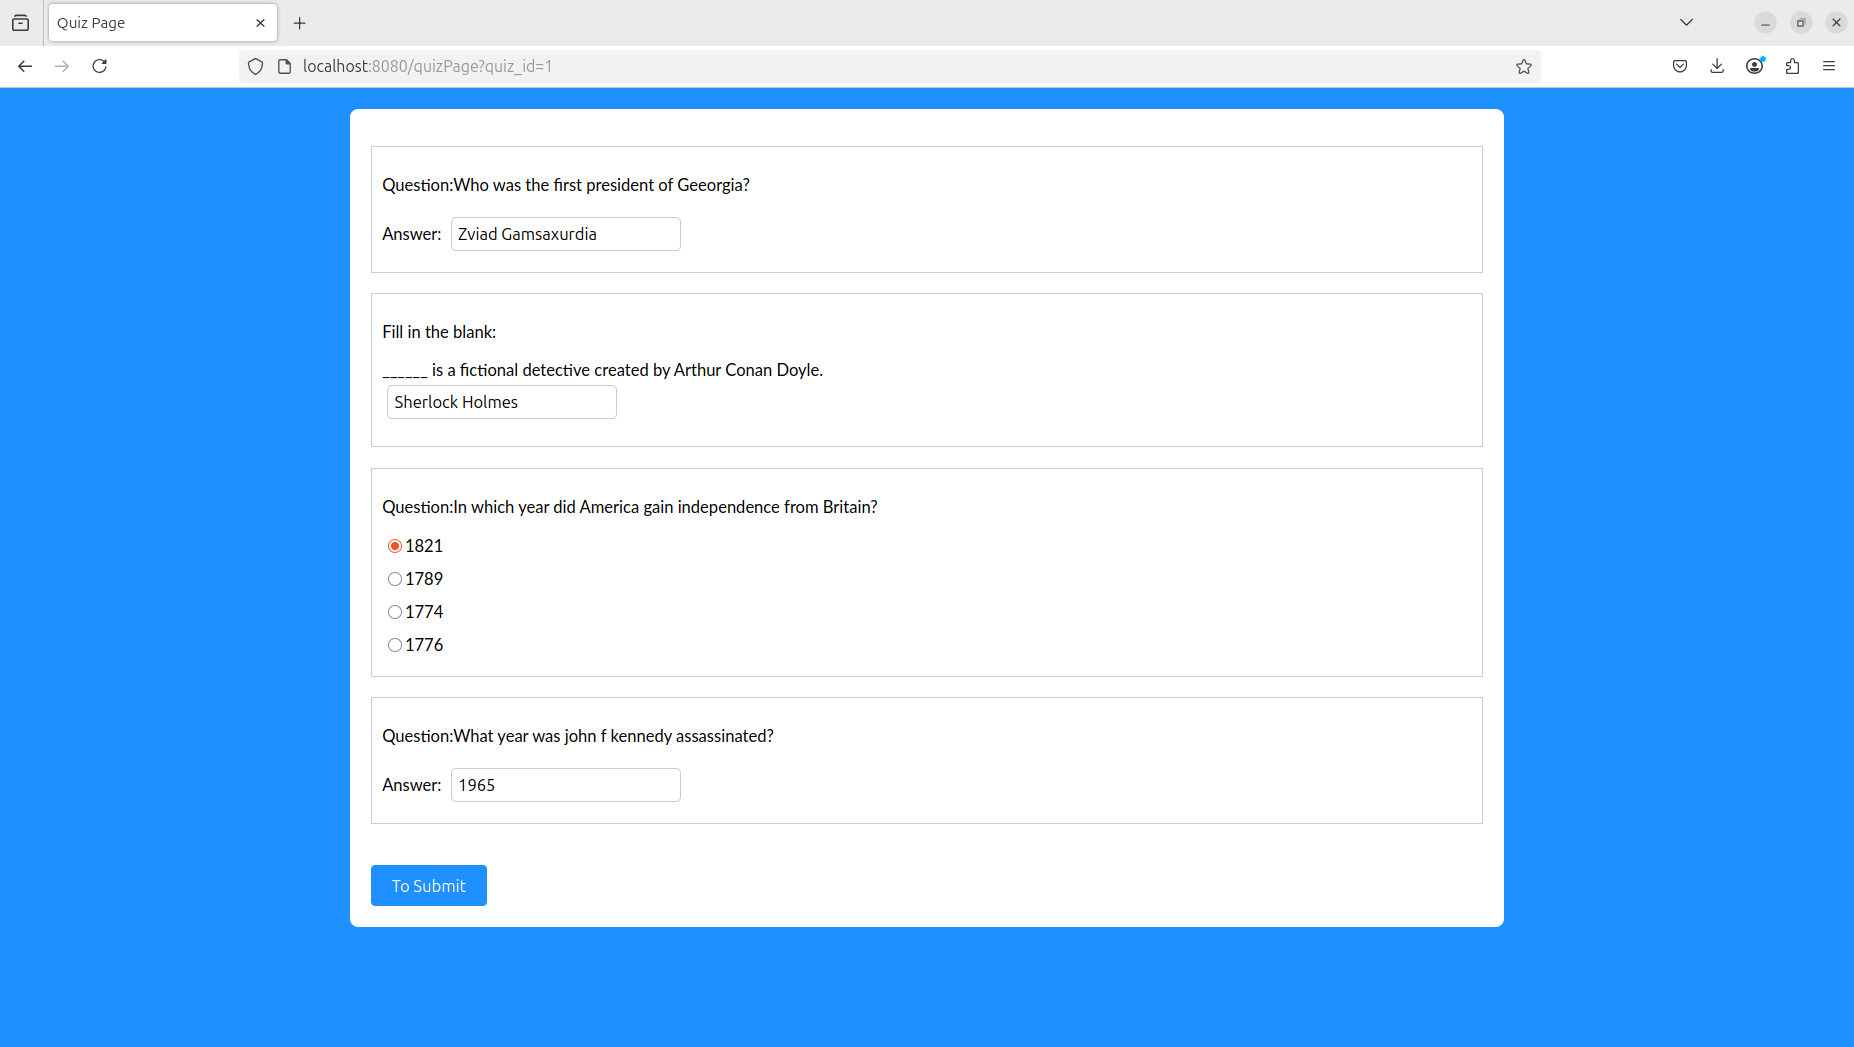 Quiz Page
localhost:8080/quizPage?quiz_id=1
Question:Who was the first president of Geeorgia?
Answer: Zviad Gamsaxurdia
Fill in the blank:
______ is a fictional detective created by Arthur Conan Doyle.
Sherlock Holmes
Question:In which year did America gain independence from Britain?
1821
1789
1774
1776
Question:What year was john f kennedy assassinated?
Answer: 1965
To Submit